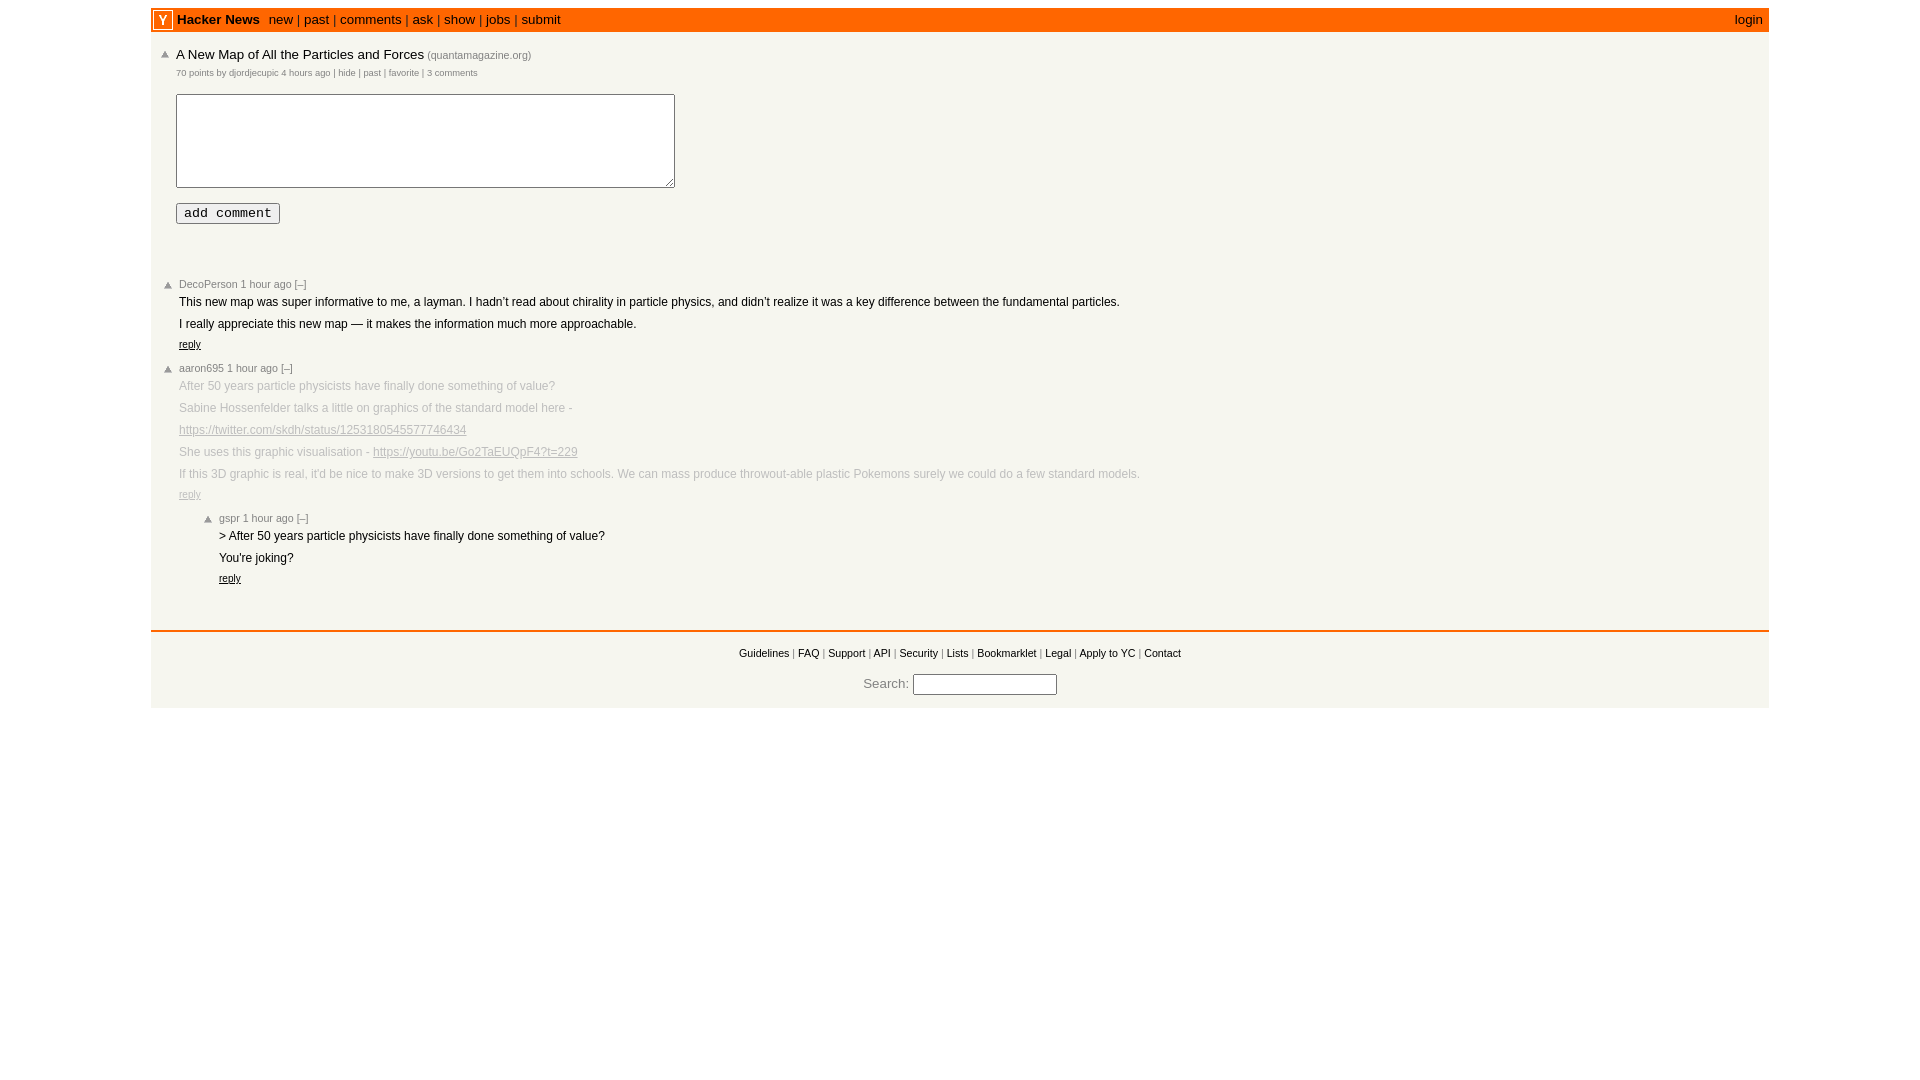 Y Hacker News new | past | comments | ask | show | jobs | submit login
A New Map of All the Particles and Forces (quantamagazine.org)
70 points by djordjecupic 4 hours ago | hide | past | favorite | 3 comments
add comment
DecoPerson 1 hour ago [–]
This new map was super informative to me, a layman. I hadn’t read about chirality in particle physics, and didn’t realize it was a key difference between the fundamental particles.
I really appreciate this new map — it makes the information much more approachable.
reply
aaron695 1 hour ago [–]
After 50 years particle physicists have finally done something of value?
Sabine Hossenfelder talks a little on graphics of the standard model here -
https://twitter.com/skdh/status/1253180545577746434
She uses this graphic visualisation - https://youtu.be/Go2TaEUQpF4?t=229
If this 3D graphic is real, it'd be nice to make 3D versions to get them into schools. We can mass produce throwout-able plastic Pokemons surely we could do a few standard models.
reply
gspr 1 hour ago [–]
> After 50 years particle physicists have finally done something of value?
You're joking?
reply
Guidelines | FAQ | Support | API | Security | Lists | Bookmarklet | Legal | Apply to YC | Contact
Search: